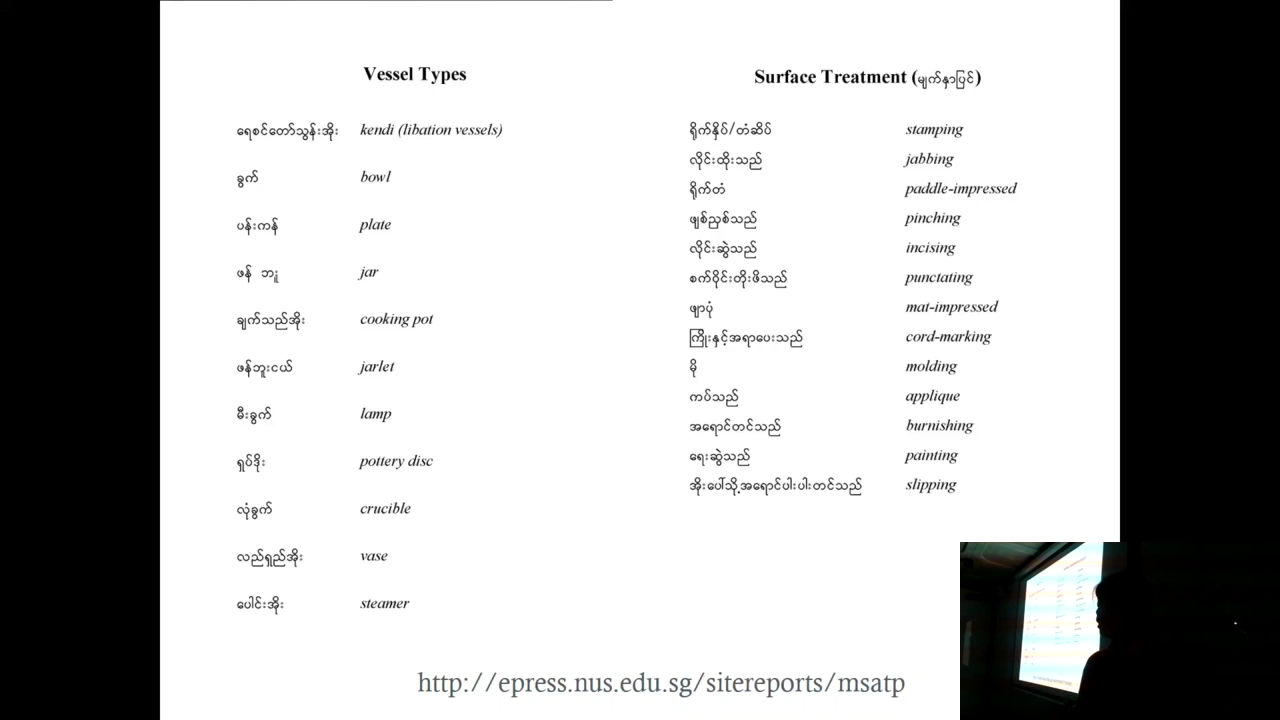 Vessel Types
ရေစင်တော်သွန်းအိုး kendi (libation vessels)
ခွက် bowl
ပန်းကန် plate
ဖန် ဘူး jar
ချက်သည်အိုး cooking pot
ဖန်ဘူးငယ် jarlet
မီးခွက် lamp
ရှုပ်ဒိုး pottery disc
လုံခွက် crucible
လည်ရှည်အိုး vase
ပေါင်းအိုး steamer
Surface Treatment (မျက်နှာပြင်)
ရိုက်နှိပ်/တံဆိပ် stamping
လိုင်းထိုးသည် jabbing
ရိုက်တံ paddle-impressed
ဖျစ်ညှစ်သည် pinching
လိုင်းဆွဲသည် incising
စက်ဝိုင်းတိုးဖိသည် punctating
ဖျာပုံ mat-impressed
ကြိုးနှင့်အရာပေးသည် cord-marking
မို molding
ကပ်သည် applique
အရောင်တင်သည် burnishing
ရေးဆွဲသည် painting
အိုးပေါ်သို့အရောင်ပါးပါးတင်သည် slipping
http://epress.nus.edu.sg/sitereports/msatp